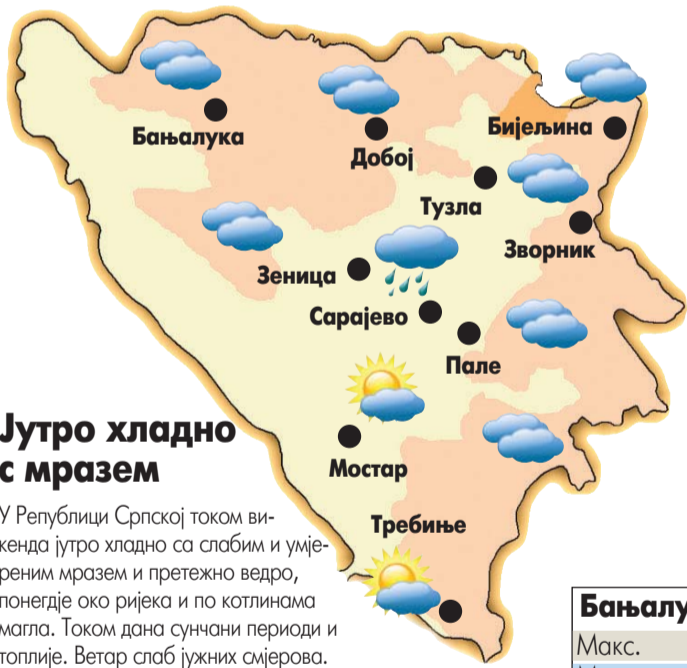 Бањалука
Добој
Бијељина
Тузла
Зворник
Зеница
Сарајево
Пале
Мостар
Требиње
Јутро хладно
с мразем
У Републици Српској током ви-
кенда јутро хладно са слабим и умје-
реним мразем и претежно ведро,
понегдје око ријека и по котлинама
магла. Током дана сунчани периоди и
топлије. Ветар слаб јужних смјерова.
Макс.